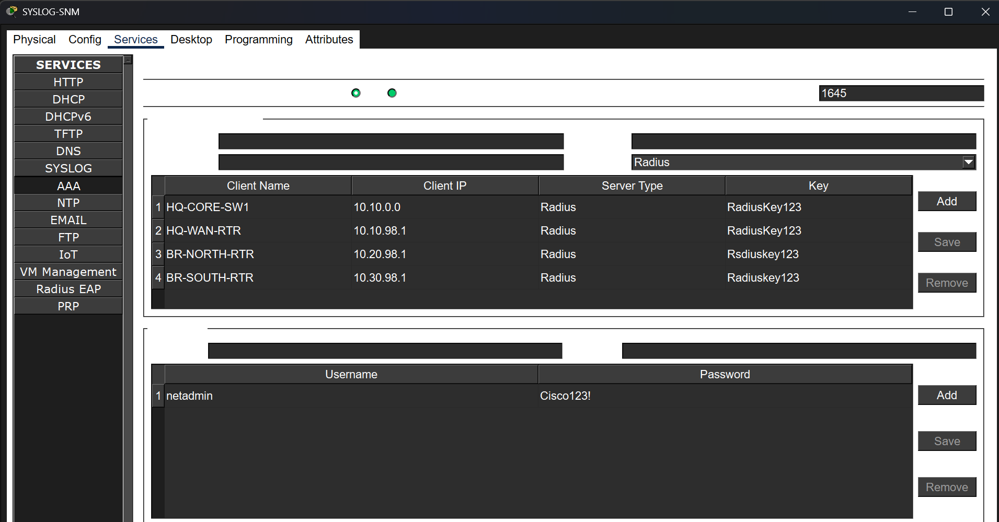 SYSLOG-SNM
Physical Config Services Desktop Programming Attributes
SERVICES
HTTP
DHCP
DHCPv6
TFTP
DNS
SYSLOG
AAA
NTP
EMAIL
FTP
IoT
VM Management
Radius EAP
PRP
1645
Radius
Client Name Client IP Server Type Key
1 HQ-CORE-SW1 10.10.0.0 Radius RadiusKey123
2 HQ-WAN-RTR 10.10.98.1 Radius RadiusKey123
3 BR-NORTH-RTR 10.20.98.1 Radius Rsdiuskey123
4 BR-SOUTH-RTR 10.30.98.1 Radius Radiuskey123
Add
Save
Remove
Username Password
1 netadmin Cisco123!
Add
Save
Remove